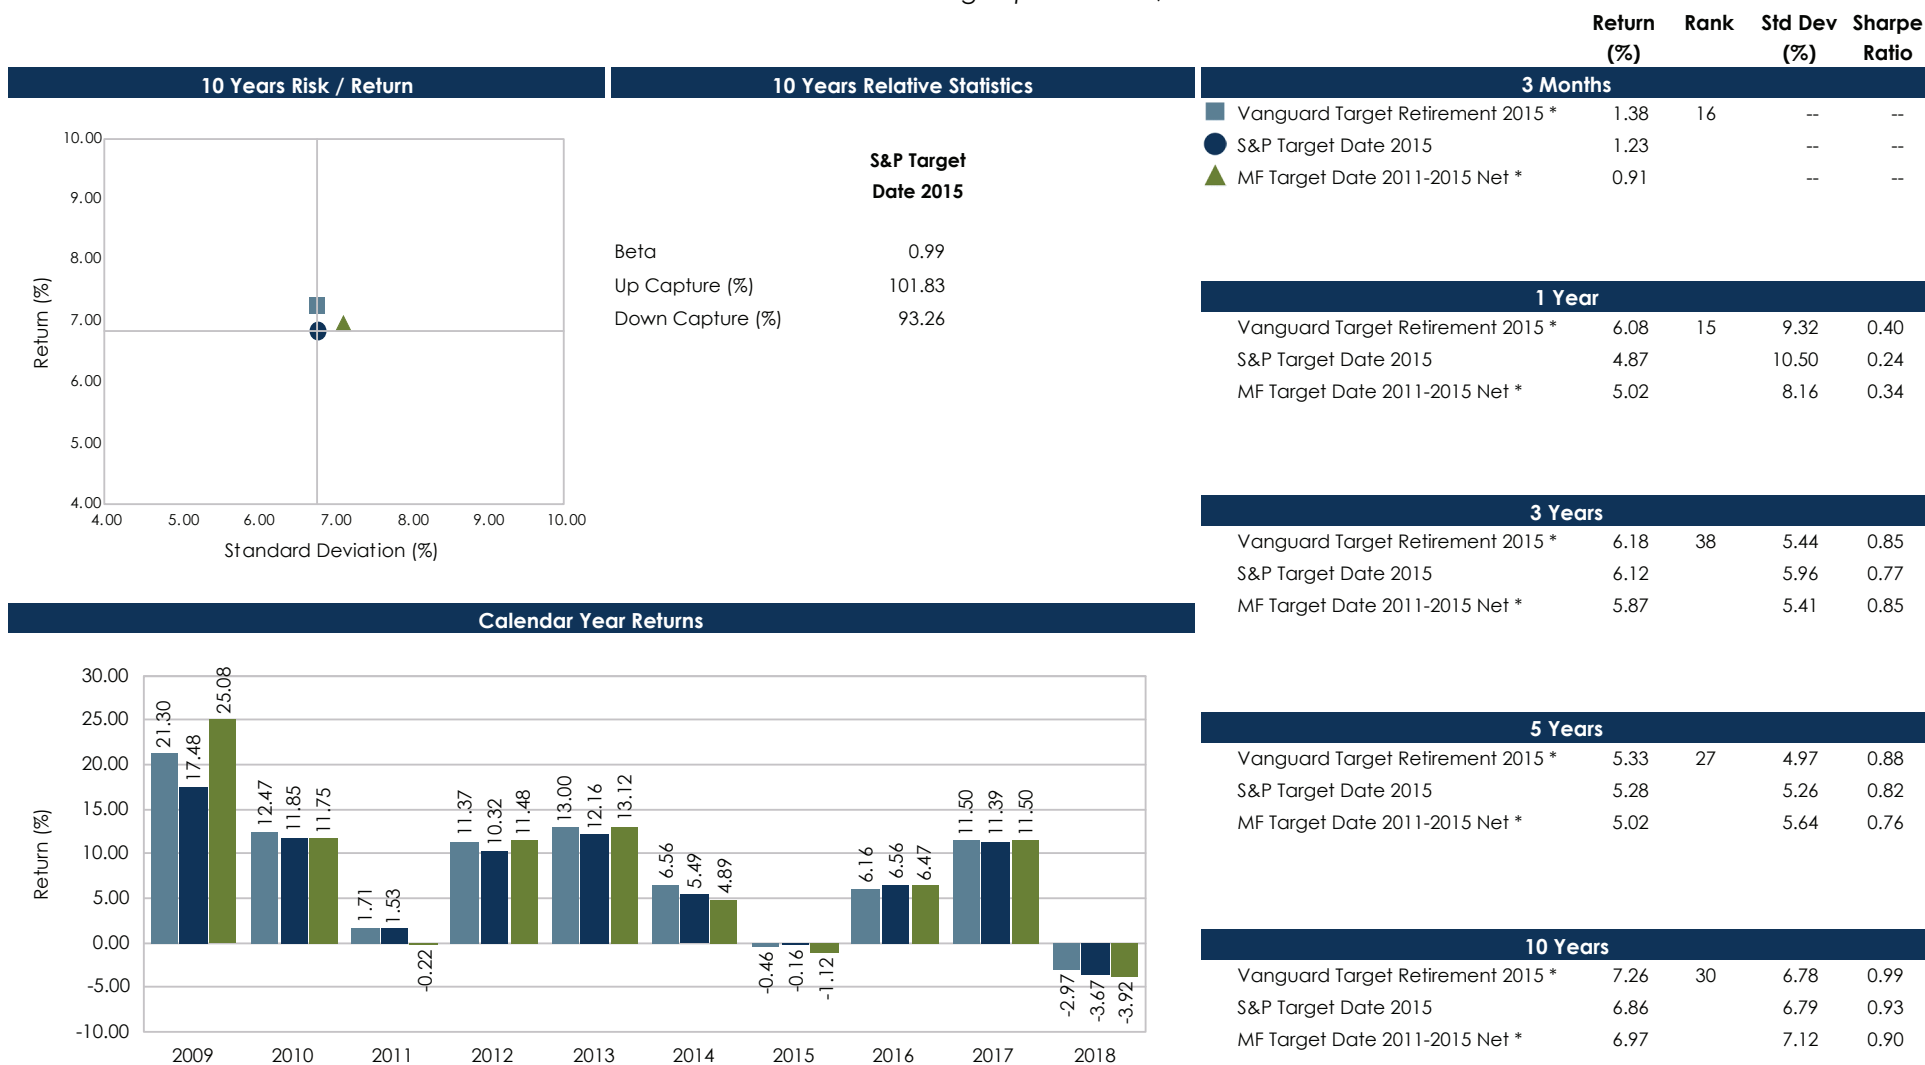 Return Rank Std Dev Sharpe
(%) (%) Ratio
10 Years Risk / Return
10.00
9.00
8.00
7.00
6.00
5.00
4.00
Return (%)
4.00 5.00 6.00 7.00 8.00 9.00 10.00
Standard Deviation (%)
10 Years Relative Statistics
S&P Target
Date 2015
Beta 0.99
Up Capture (%) 101.83
Down Capture (%) 93.26
3 Months
Vanguard Target Retirement 2015 * 1.38 16 -- --
S&P Target Date 2015 1.23 -- --
MF Target Date 2011-2015 Net * 0.91 -- --
1 Year
Vanguard Target Retirement 2015 * 6.08 15 9.32 0.40
S&P Target Date 2015 4.87 10.50 0.24
MF Target Date 2011-2015 Net * 5.02 8.16 0.34
3 Years
Vanguard Target Retirement 2015 * 6.18 38 5.44 0.85
S&P Target Date 2015 6.12 5.96 0.77
MF Target Date 2011-2015 Net * 5.87 5.41 0.85
5 Years
Vanguard Target Retirement 2015 * 5.33 27 4.97 0.88
S&P Target Date 2015 5.28 5.26 0.82
MF Target Date 2011-2015 Net * 5.02 5.64 0.76
10 Years
Vanguard Target Retirement 2015 * 7.26 30 6.78 0.99
S&P Target Date 2015 6.86 6.79 0.93
MF Target Date 2011-2015 Net * 6.97 7.12 0.90
Calendar Year Returns
30.00
25.00
20.00
15.00
10.00
5.00
0.00
-5.00
-10.00
Return (%)
21.30 17.48 25.08
12.47 11.85 11.75
1.71 1.53 -0.22
11.37 10.32 11.48
13.00 12.16 13.12
6.56 5.49 4.89
-0.46 -0.16 -1.12
6.16 6.56 6.47
11.50 11.39 11.50
-2.97 -3.67 -3.92
2009 2010 2011 2012 2013 2014 2015 2016 2017 2018